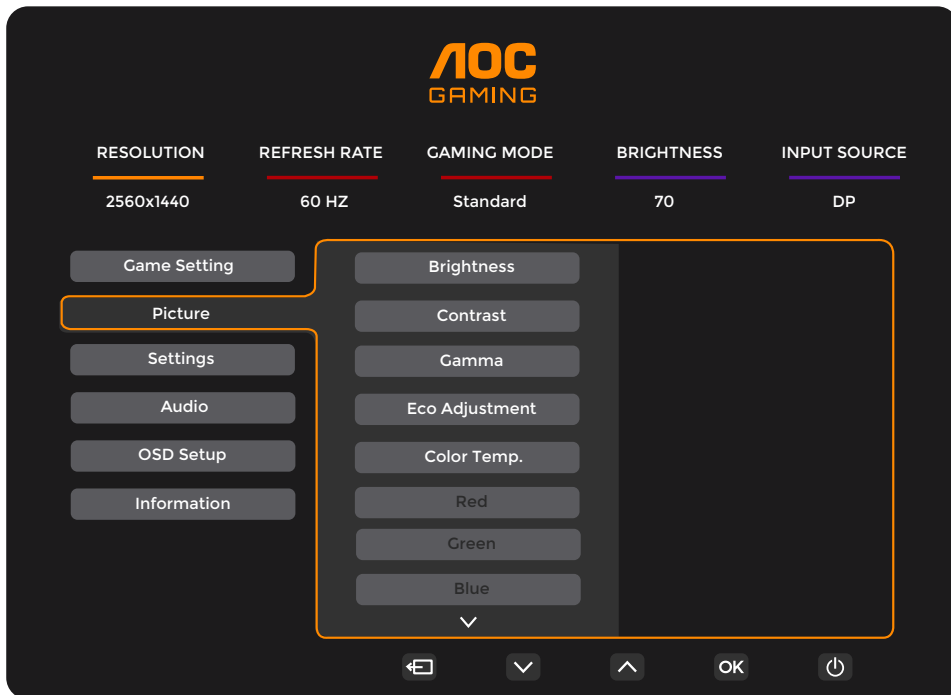 AOC
GAMING
RESOLUTION REFRESH RATE GAMING MODE BRIGHTNESS INPUT SOURCE
2560x1440 60 HZ Standard 70 DP
Game Setting
Picture
Settings
Audio
OSD Setup
Information
Brightness
Contrast
Gamma
Eco Adjustment
Color Temp.
Red
Green
Blue
OK